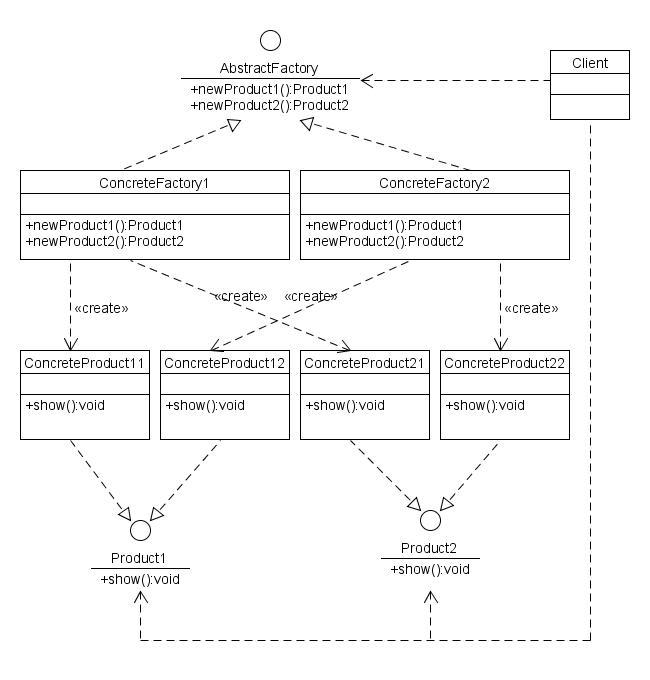 AbstractFactory
+newProduct1():Product1
+newProduct2():Product2
Client
ConcreteFactory1
+newProduct1():Product1
+newProduct2():Product2
ConcreteFactory2
+newProduct1():Product1
+newProduct2():Product2
«create»
«create»
«create»
«create»
ConcreteProduct11
+show():void
ConcreteProduct12
+show():void
ConcreteProduct21
+show():void
ConcreteProduct22
+show():void
Product1
+show():void
Product2
+show():void